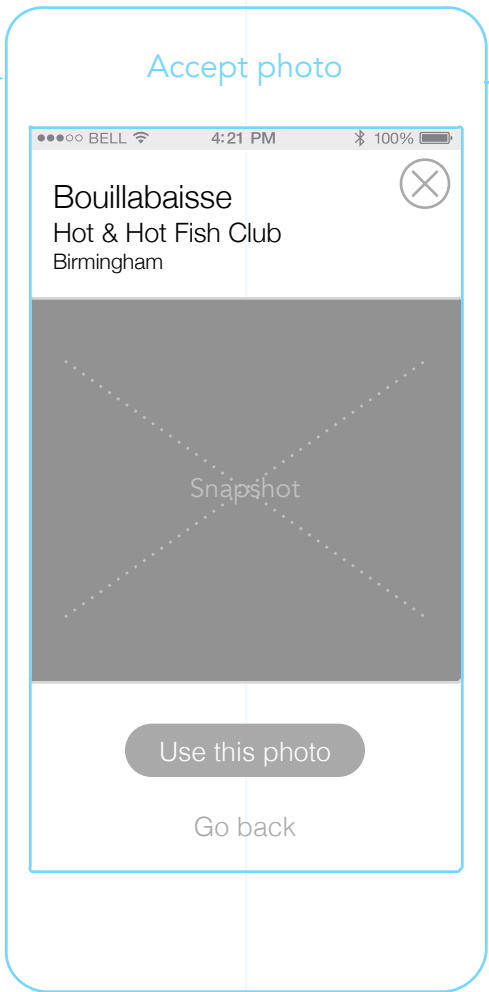 Accept photo
BELL 4:21 PM 100%
Bouillabaisse
Hot & Hot Fish Club
Birmingham
Snapshot
Use this photo
Go back